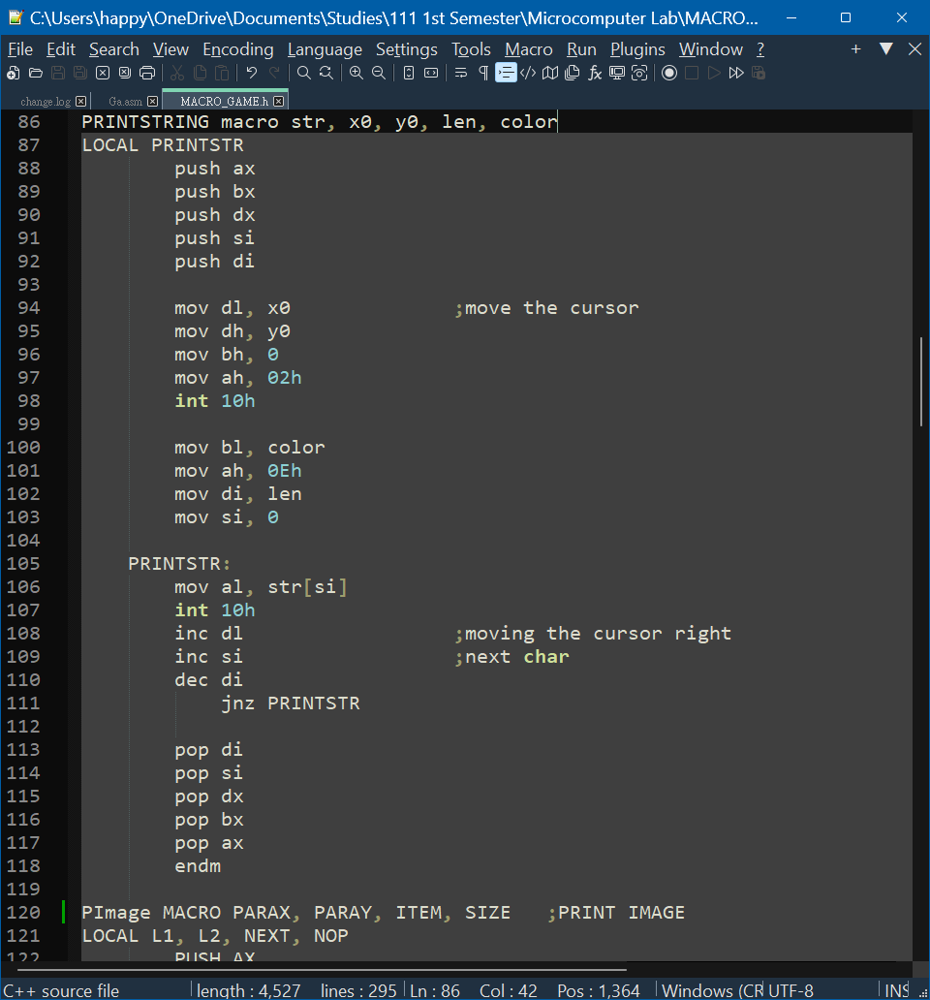 C:\Users\happy\OneDrive\Documents\Studies\111 1st Semester\Microcomputer Lab\MACRO...
File Edit Search View Encoding Language Settings Tools Macro Run Plugins Window ? + ▼ ✕
change.log Ga.asm MACRO_GAME.h
86 PRINTSTRING macro str, x0, y0, len, color
87 LOCAL PRINTSTR
88 push ax
89 push bx
90 push dx
91 push si
92 push di
93
94 mov dl, x0 ;move the cursor
95 mov dh, y0
96 mov bh, 0
97 mov ah, 02h
98 int 10h
99
100 mov bl, color
101 mov ah, 0Eh
102 mov di, len
103 mov si, 0
104
105 PRINTSTR:
106 mov al, str[si]
107 int 10h
108 inc dl ;moving the cursor right
109 inc si ;next char
110 dec di
111 jnz PRINTSTR
112
113 pop di
114 pop si
115 pop dx
116 pop bx
117 pop ax
118 endm
119
120 PImage MACRO PARAX, PARAY, ITEM, SIZE ;PRINT IMAGE
121 LOCAL L1, L2, NEXT, NOP
122 PUSH AX
C++ source file length : 4,527 lines : 295 Ln : 86 Col : 42 Pos : 1,364 Windows (CR UTF-8 INS